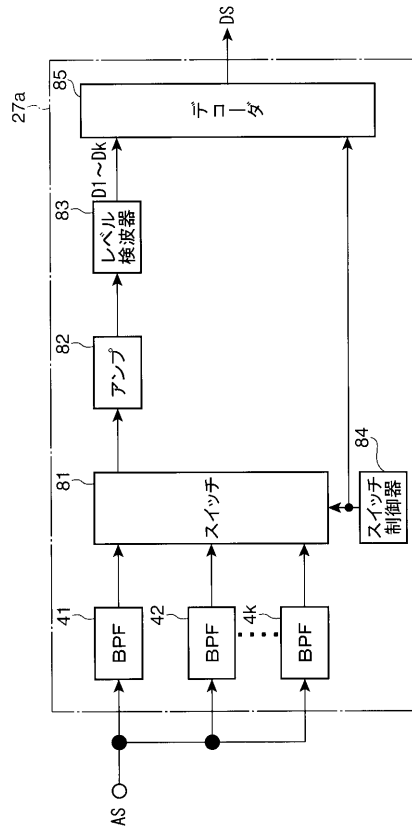 27a
AS
41
BPF
42
BPF
4k
BPF
81
スイッチ
82
アンプ
83
レベル
検波器
D1～Dk
84
スイッチ
制御器
85
デコーダ
DS